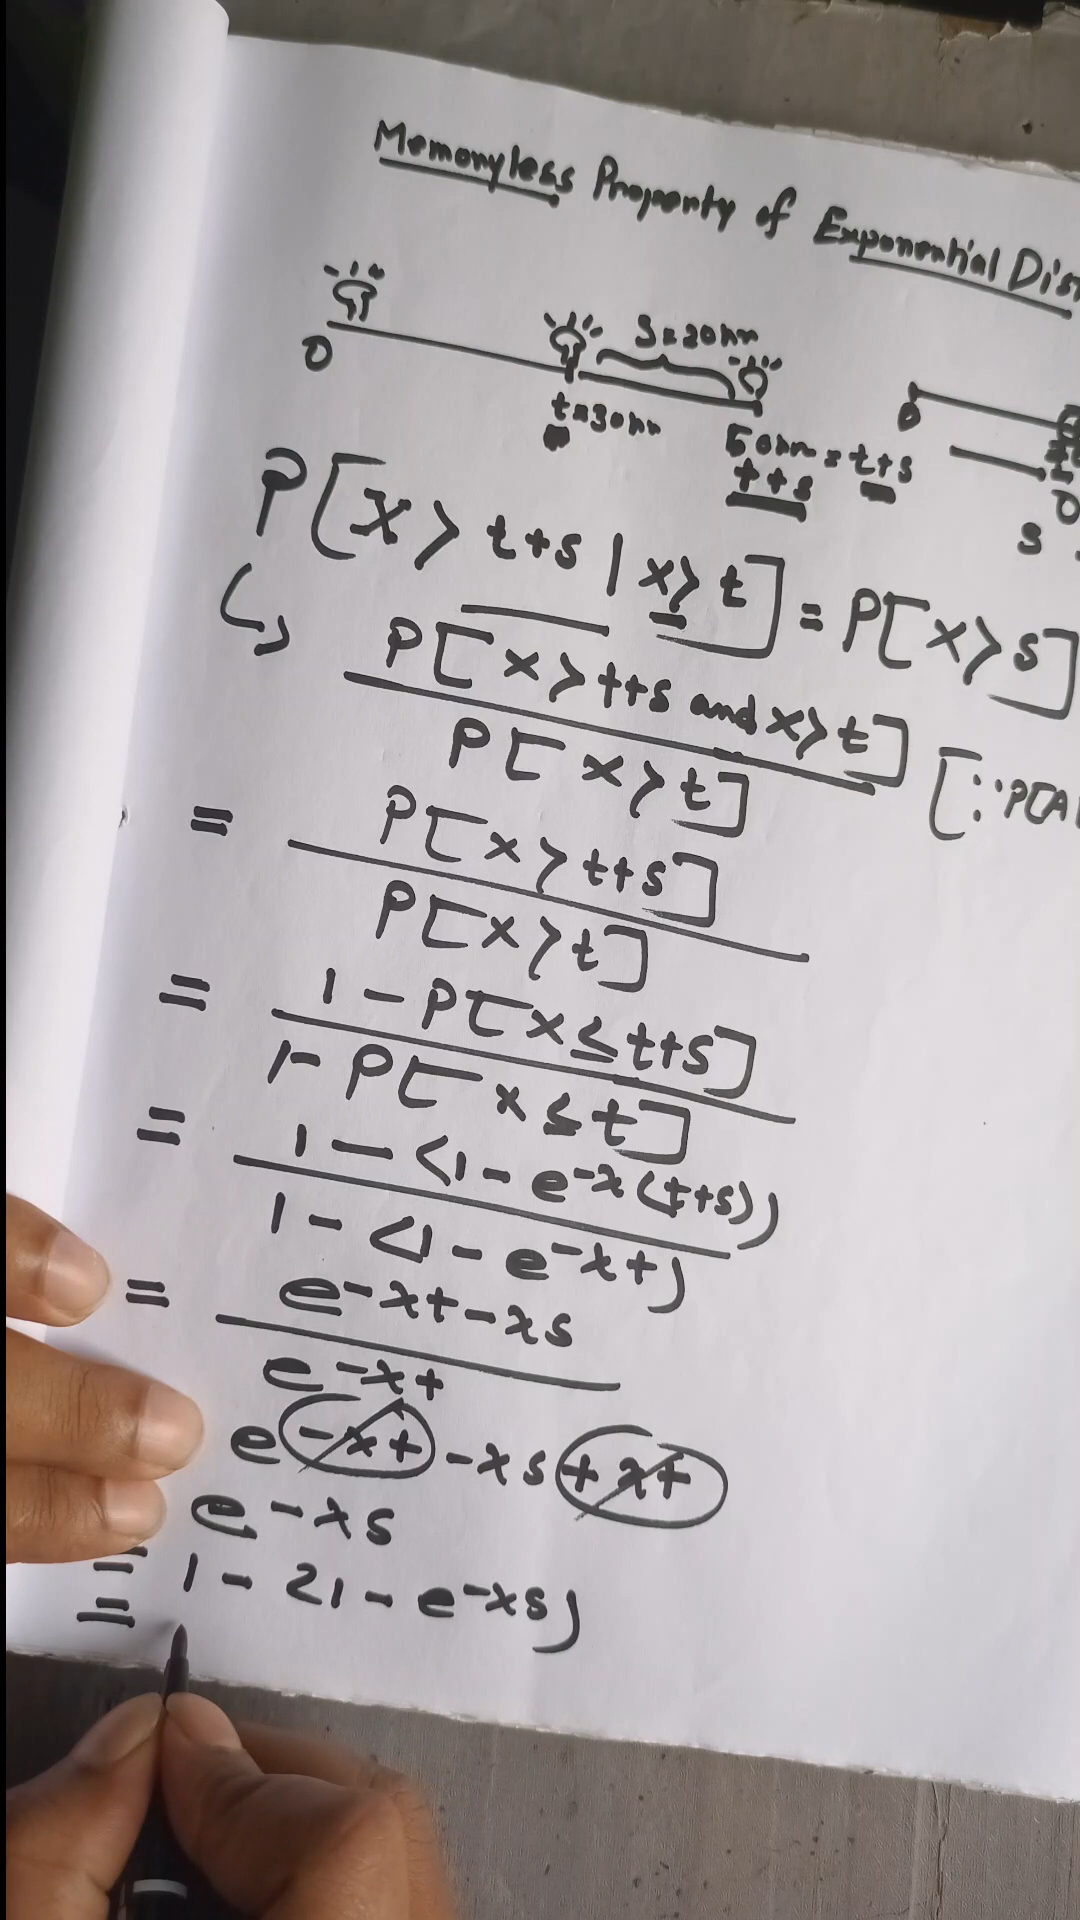 Memoryless Property of Exponential Dis
S=20hr
0
t=30hr
50hr = t+s
t+s
0
S
P[X > t+s | X > t] = P[X > s]
P[X > t+s and X > t]
P[X > t]
[∵ P[A
= P[X > t+s]
P[X > t]
= 1 - P[X ≤ t+s]
1 - P[X ≤ t]
= 1 - (1 - e^-λ(t+s))
1 - (1 - e^-λt)
= e^-λt-λs
e^-λt
e^-λt-λs+λt
e^-λs
= 1 - (1 - e^-λs)
=